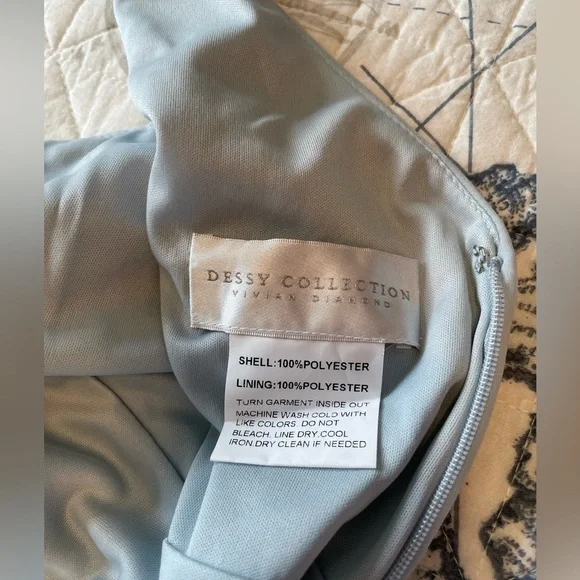 DESSY COLLECTION
VIVIAN DIAMOND
SHELL:100%POLYESTER
LINING:100%POLYESTER
TURN GARMENT INSIDE OUT
MACHINE WASH COLD WITH
LIKE COLORS. DO NOT
BLEACH. LINE DRY.COOL
IRON.DRY CLEAN IF NEEDED